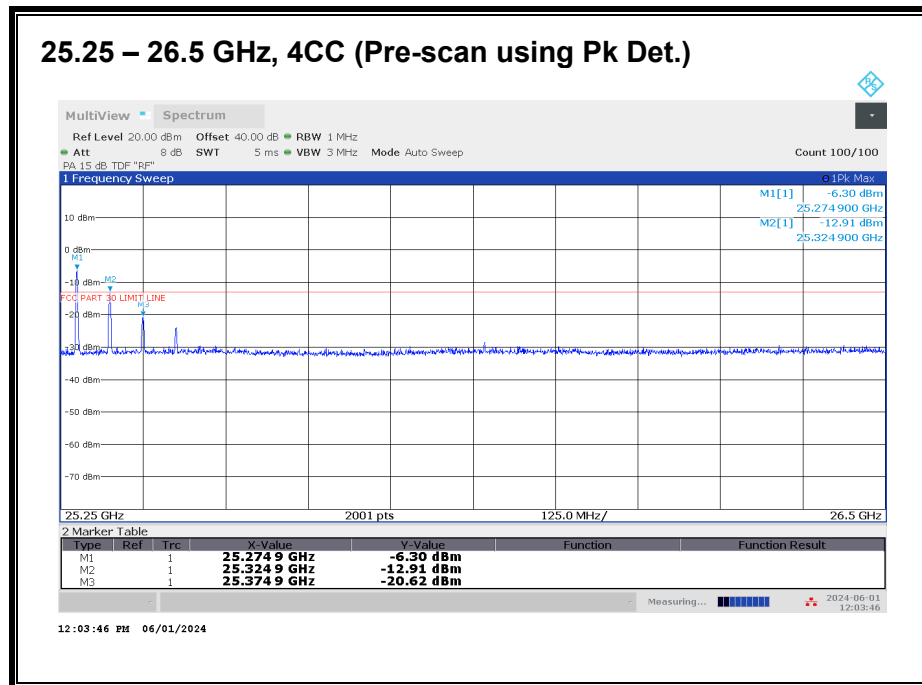 25.25 – 26.5 GHz, 4CC (Pre-scan using Pk Det.)
R&S
MultiView Spectrum
Ref Level 20.00 dBm Offset 40.00 dB RBW 1 MHz
Att 8 dB SWT 5 ms VBW 3 MHz Mode Auto Sweep Count 100/100
PA 15 dB TDF "RF"
1 Frequency Sweep 1Pk Max
M1[1] -6.30 dBm
25.274900 GHz
10 dBm
M2[1] -12.91 dBm
25.324900 GHz
0 dBm
M1
-10 dBm
M2
FCC PART 30 LIMIT LINE
M3
-20 dBm
-30 dBm
-40 dBm
-50 dBm
-60 dBm
-70 dBm
25.25 GHz 2001 pts 125.0 MHz/ 26.5 GHz
2 Marker Table
Type Ref Trc X-Value Y-Value Function Function Result
M1 1 25.274 9 GHz -6.30 dBm
M2 1 25.324 9 GHz -12.91 dBm
M3 1 25.374 9 GHz -20.62 dBm
Measuring... 2024-06-01
12:03:46
12:03:46 PM 06/01/2024